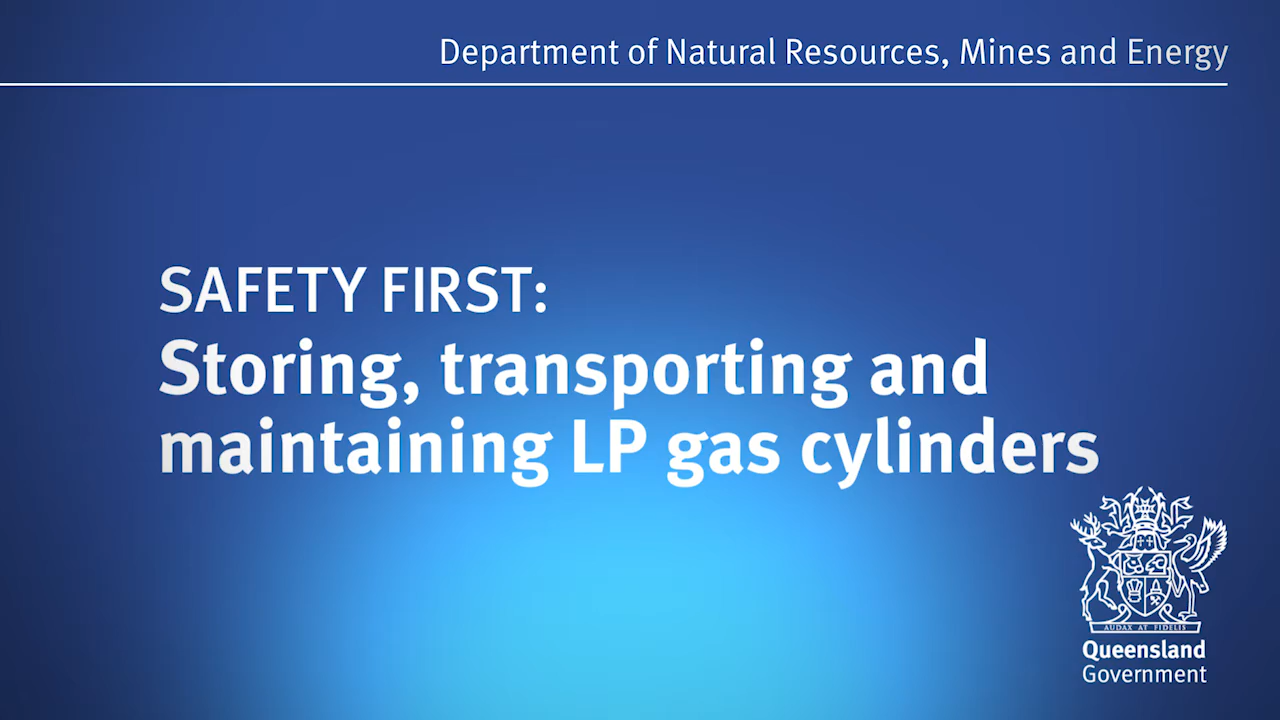 Department of Natural Resources, Mines and Energy
SAFETY FIRST:
Storing, transporting and
maintaining LP gas cylinders
AUDAX AT FIDELIS
Queensland
Government